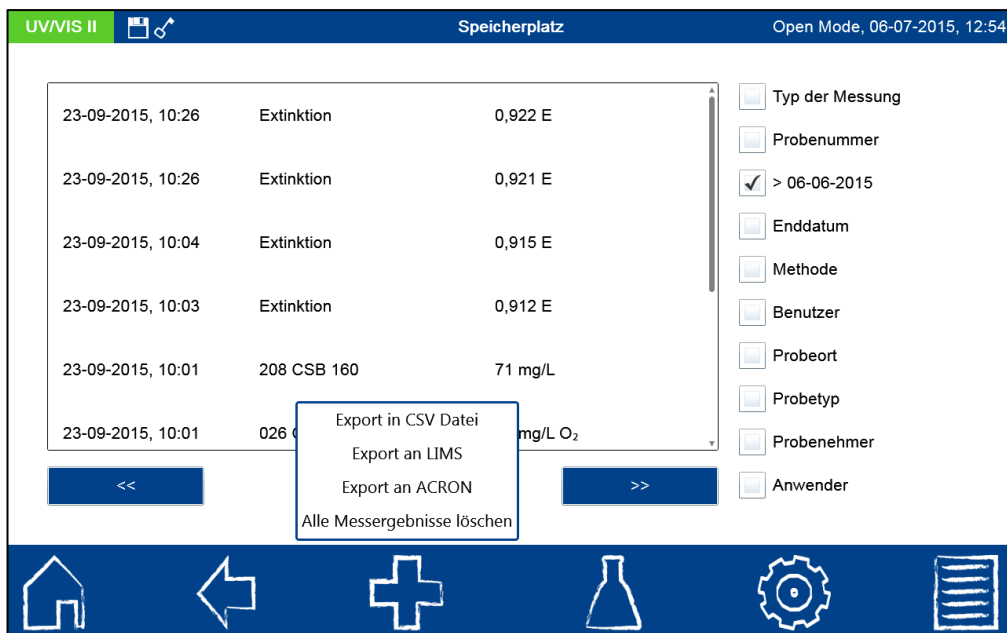 UV/VIS II Speicherplatz Open Mode, 06-07-2015, 12:54
23-09-2015, 10:26 Extinktion 0,922 E
23-09-2015, 10:26 Extinktion 0,921 E
23-09-2015, 10:04 Extinktion 0,915 E
23-09-2015, 10:03 Extinktion 0,912 E
23-09-2015, 10:01 208 CSB 160 71 mg/L
23-09-2015, 10:01 026 mg/L O₂
Export in CSV Datei
Export an LIMS
Export an ACRON
Alle Messergebnisse löschen
<< >>
Typ der Messung
Probenummer
> 06-06-2015
Enddatum
Methode
Benutzer
Probeort
Probetyp
Probenehmer
Anwender